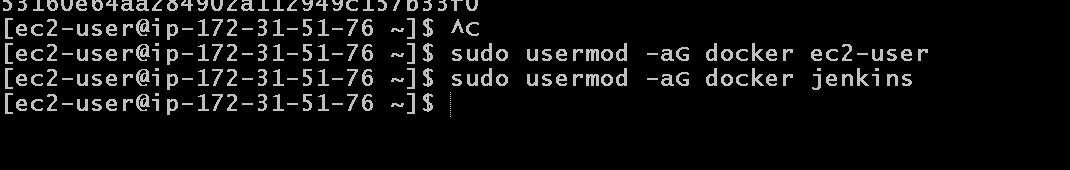 53160e64aa284902a112949c157b33f0
[ec2-user@ip-172-31-51-76 ~]$ ^C
[ec2-user@ip-172-31-51-76 ~]$ sudo usermod -aG docker ec2-user
[ec2-user@ip-172-31-51-76 ~]$ sudo usermod -aG docker jenkins
[ec2-user@ip-172-31-51-76 ~]$